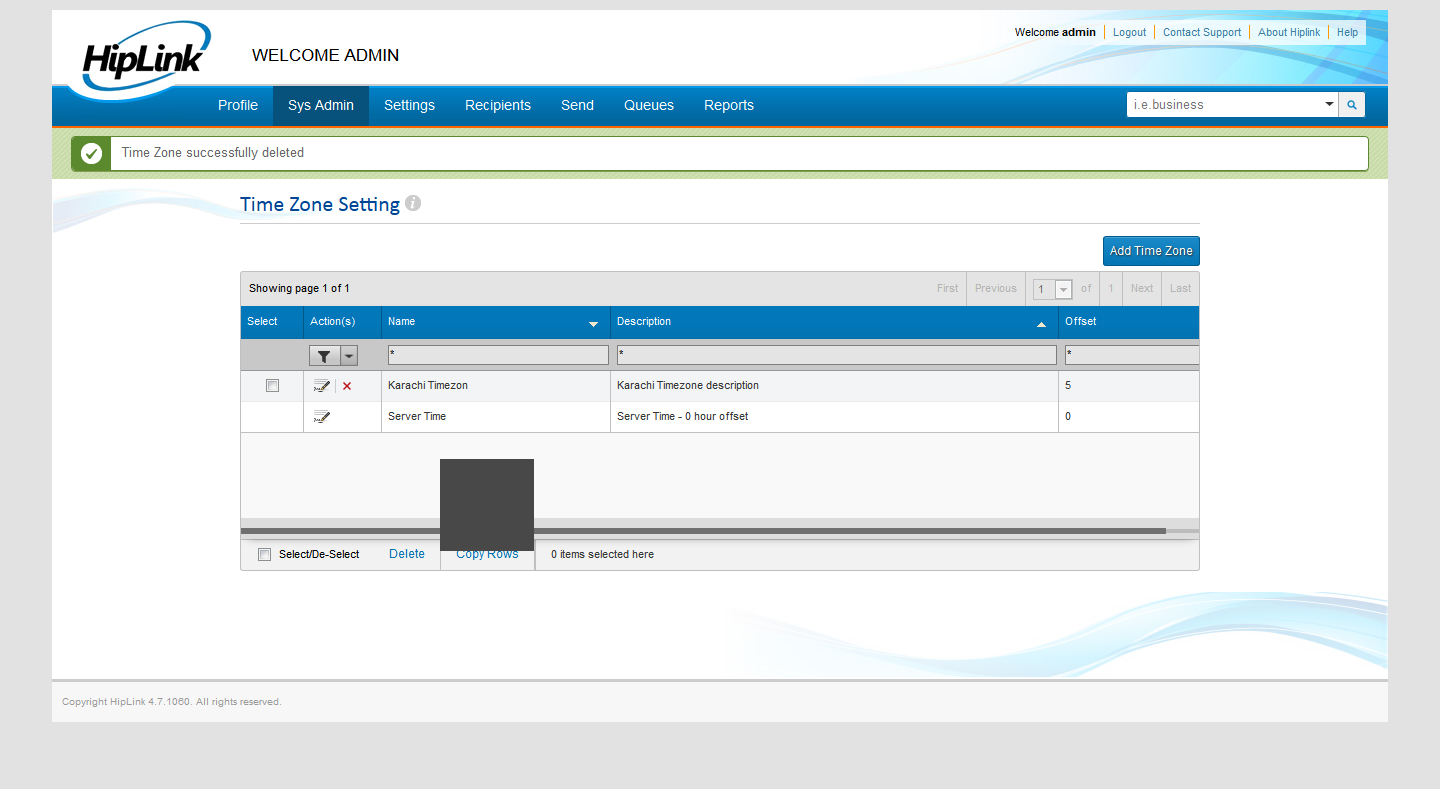 HipLink
WELCOME ADMIN
Welcome admin Logout Contact Support About Hiplink Help
Profile Sys Admin Settings Recipients Send Queues Reports i.e.business
Time Zone successfully deleted
Time Zone Setting i
Add Time Zone
Showing page 1 of 1 First Previous 1 of 1 Next Last
Select Action(s) Name Description Offset
* * *
Karachi Timezon Karachi Timezone description 5
Server Time Server Time - 0 hour offset 0
Select/De-Select Delete Copy Rows 0 items selected here
Copyright HipLink 4.7.1060. All rights reserved.